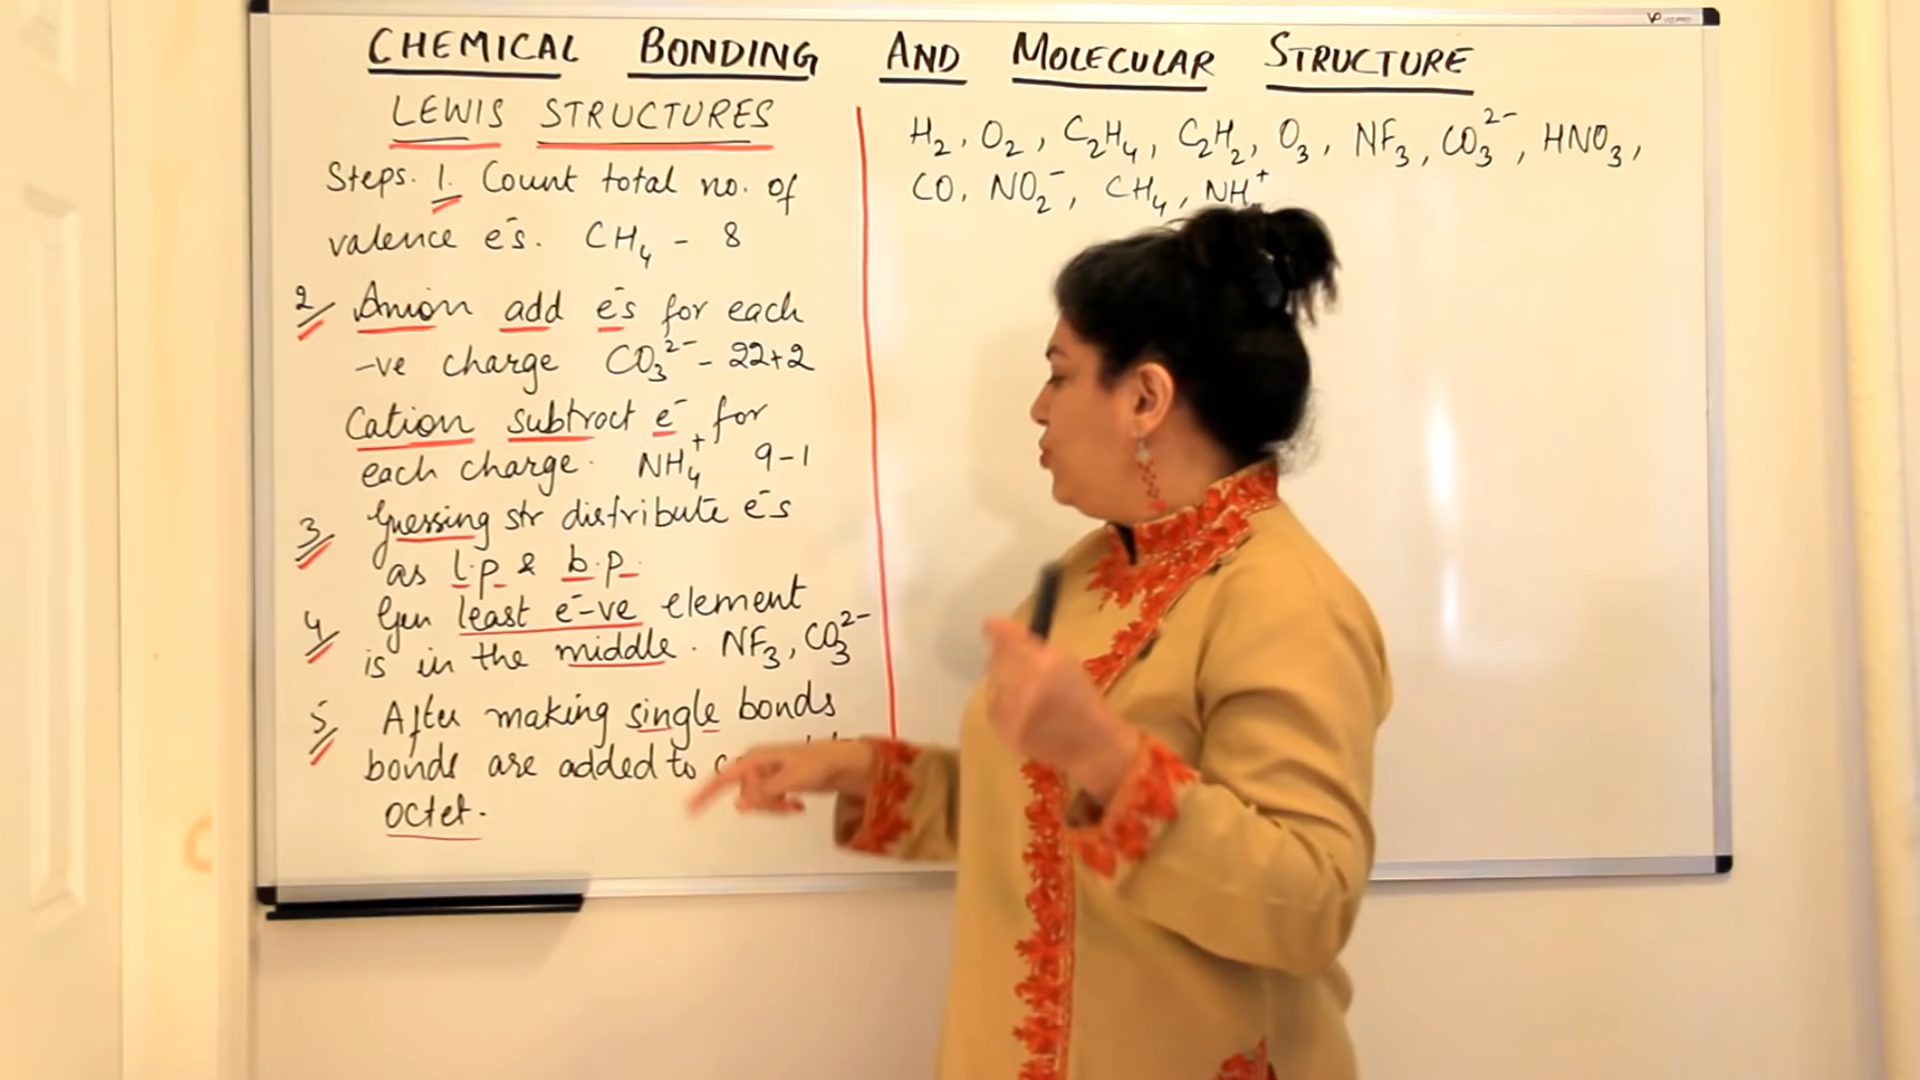 CHEMICAL BONDING AND MOLECULAR STRUCTURE
LEWIS STRUCTURES
Steps. 1. Count total no. of
valence e⁻s. CH₄ - 8
2 Anion add e⁻s for each
-ve charge CO₃²⁻ - 22+2
Cation subtract e⁻ for
each charge. NH₄⁺ 9-1
3 Guessing str distribute e⁻s
as l.p & b.p.
4 Gen least e⁻-ve element
is in the middle. NF₃, CO₃²⁻
5 After making single bonds
bonds are added to
octet.
H₂, O₂, C₂H₄, C₂H₂, O₃, NF₃, CO₃²⁻, HNO₃,
CO, NO₂⁻, CH₄, NH⁺